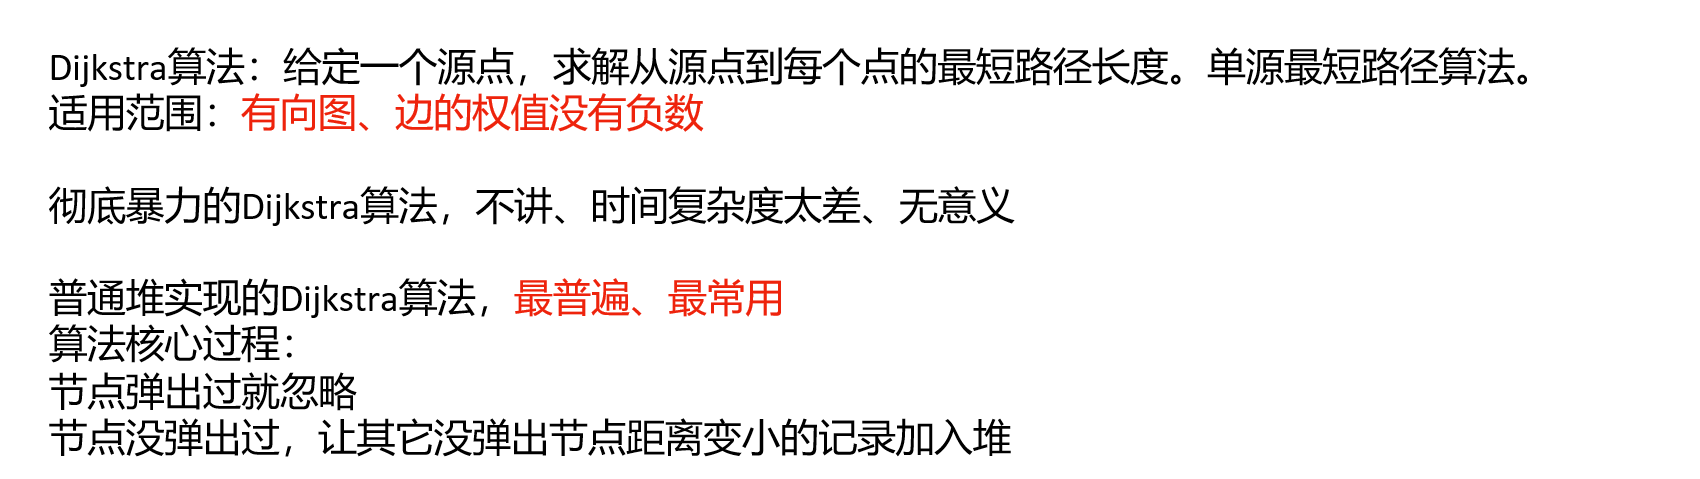 Dijkstra算法：给定一个源点，求解从源点到每个点的最短路径长度。单源最短路径算法。
适用范围：有向图、边的权值没有负数
彻底暴力的Dijkstra算法，不讲、时间复杂度太差、无意义
普通堆实现的Dijkstra算法，最普遍、最常用
算法核心过程：
节点弹出过就忽略
节点没弹出过，让其它没弹出节点距离变小的记录加入堆